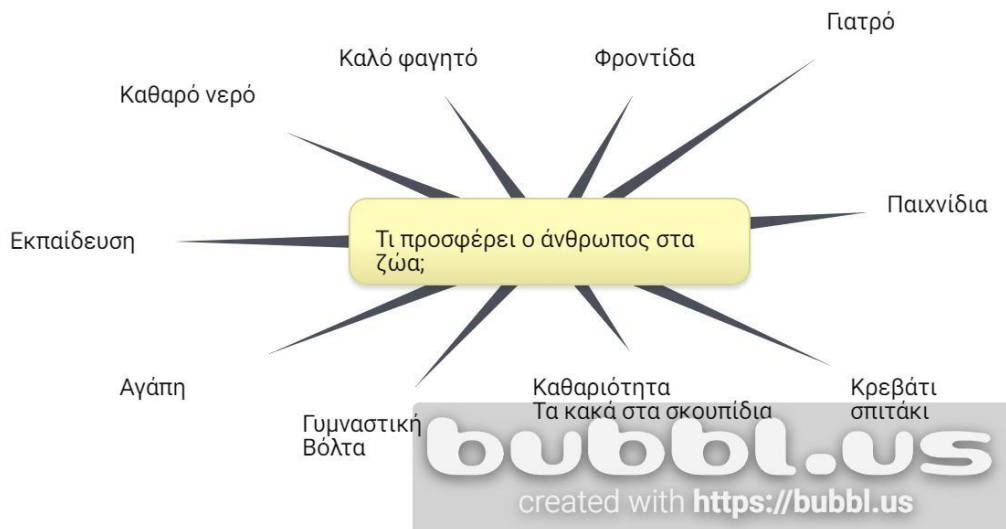 Γιατρό
Καλό φαγητό
Φροντίδα
Καθαρό νερό
Παιχνίδια
Τι προσφέρει ο άνθρωπος στα
ζώα;
Εκπαίδευση
Αγάπη
Γυμναστική
Βόλτα
Καθαριότητα
Τα κακά στα σκουπίδια
Κρεβάτι
σπιτάκι
bubbl.us
created with https://bubbl.us